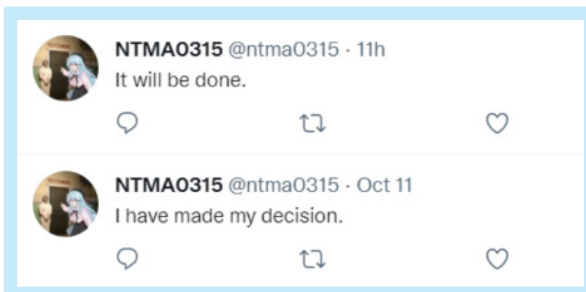 NTMA0315 @ntma0315 · 11h
It will be done.
NTMA0315 @ntma0315 · Oct 11
I have made my decision.